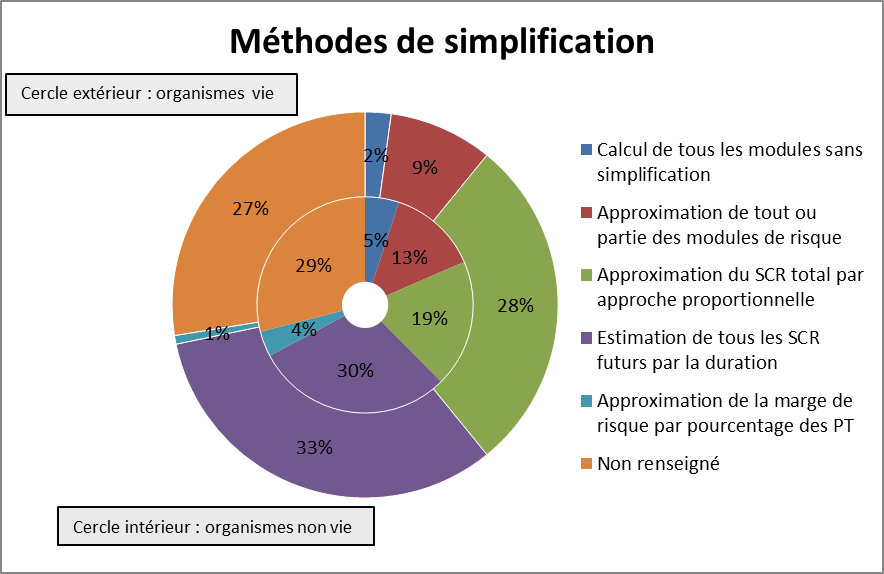 Méthodes de simplification
Cercle extérieur : organismes vie
2%
9%
28%
33%
1%
27%
5%
13%
19%
30%
4%
29%
Calcul de tous les modules sans
simplification
Approximation de tout ou
partie des modules de risque
Approximation du SCR total par
approche proportionnelle
Estimation de tous les SCR
futurs par la duration
Approximation de la marge de
risque par pourcentage des PT
Non renseigné
Cercle intérieur : organismes non vie